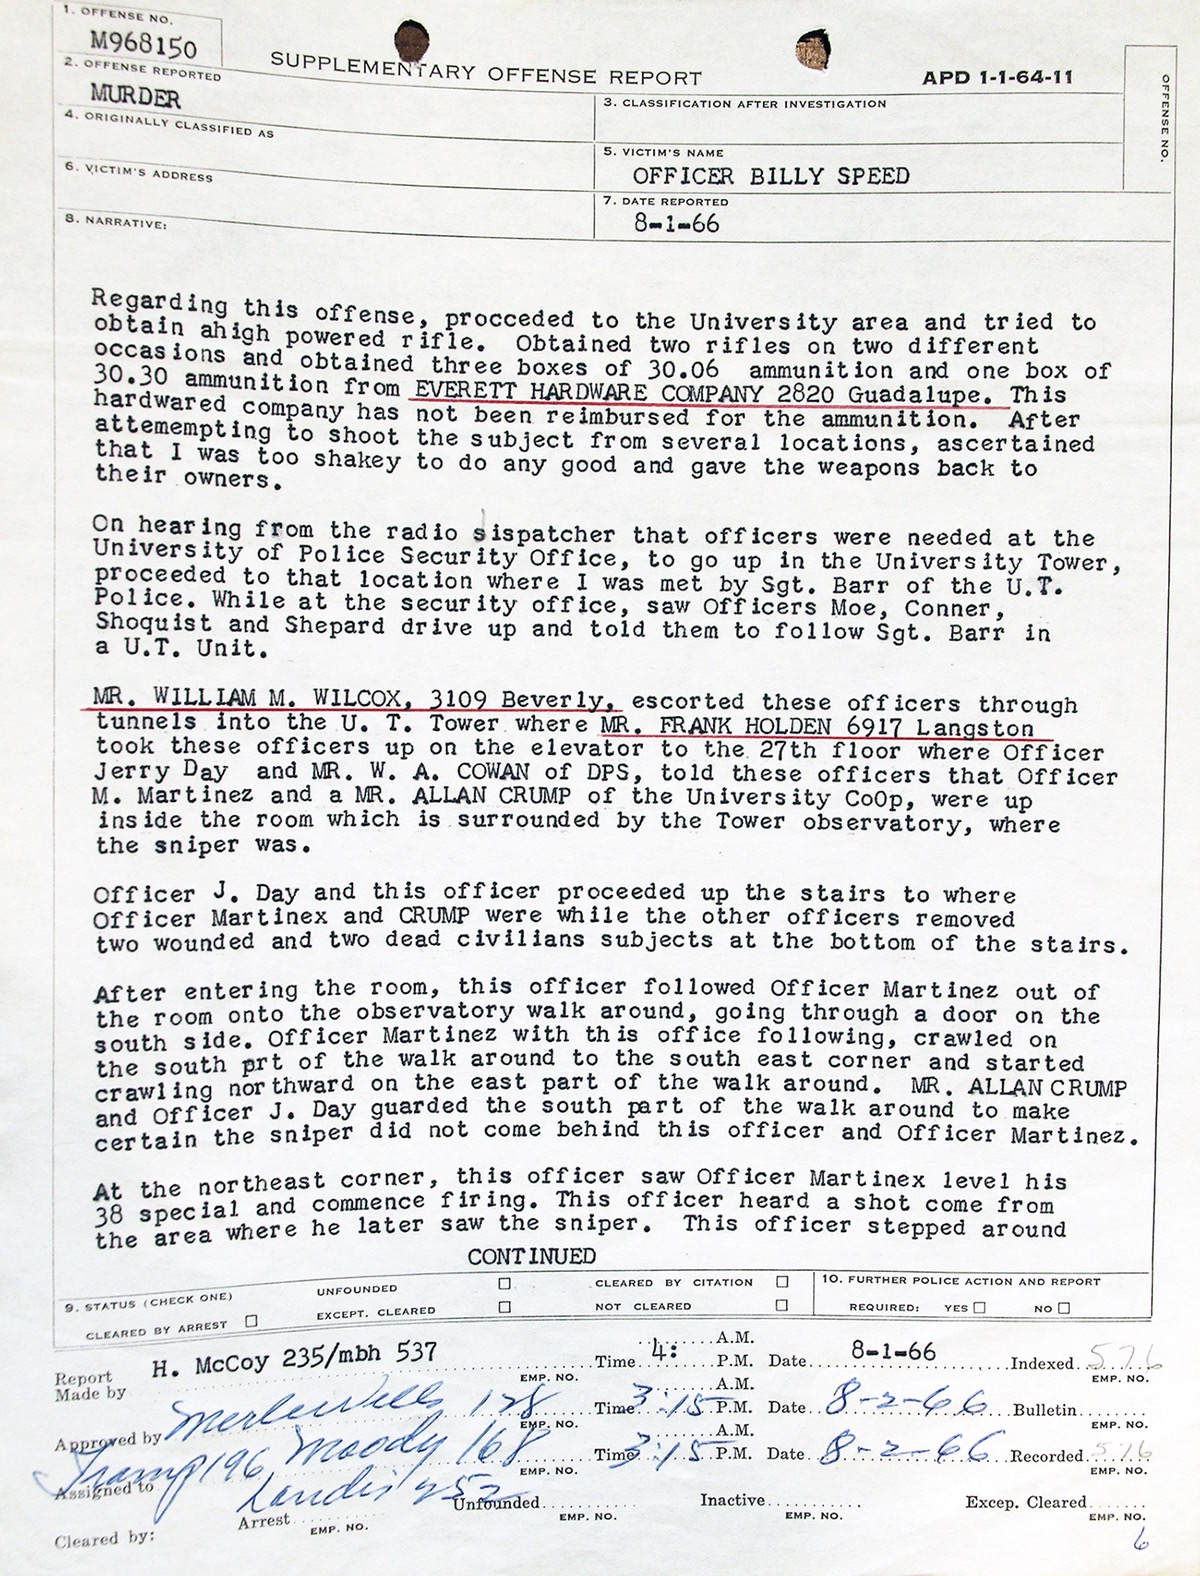 1. OFFENSE NO.
M968150
SUPPLEMENTARY OFFENSE REPORT
APD 1-1-64-11
OFFENSE NO.
2. OFFENSE REPORTED
MURDER
3. CLASSIFICATION AFTER INVESTIGATION
4. ORIGINALLY CLASSIFIED AS
5. VICTIM'S NAME
OFFICER BILLY SPEED
6. VICTIM'S ADDRESS
7. DATE REPORTED
8-1-66
8. NARRATIVE:
Regarding this offense, procceded to the University area and tried to
obtain ahigh powered rifle. Obtained two rifles on two different
occasions and obtained three boxes of 30.06 ammunition and one box of
30.30 ammunition from EVERETT HARDWARE COMPANY 2820 Guadalupe. This
hardwared company has not been reimbursed for the ammunition. After
attemempting to shoot the subject from several locations, ascertained
that I was too shakey to do any good and gave the weapons back to
their owners.
On hearing from the radio sispatcher that officers were needed at the
University of Police Security Office, to go up in the University Tower,
proceeded to that location where I was met by Sgt. Barr of the U.T.
Police. While at the security office, saw Officers Moe, Conner,
Shoquist and Shepard drive up and told them to follow Sgt. Barr in
a U.T. Unit.
MR. WILLIAM M. WILCOX, 3109 Beverly, escorted these officers through
tunnels into the U. T. Tower where MR. FRANK HOLDEN 6917 Langston
took these officers up on the elevator to the 27th floor where Officer
Jerry Day and MR. W. A. COWAN of DPS, told these officers that Officer
M. Martinez and a MR. ALLAN CRUMP of the University CoOp, were up
inside the room which is surrounded by the Tower observatory, where
the sniper was.
Officer J. Day and this officer proceeded up the stairs to where
Officer Martinex and CRUMP were while the other officers removed
two wounded and two dead civilians subjects at the bottom of the stairs.
After entering the room, this officer followed Officer Martinez out of
the room onto the observatory walk around, going through a door on the
south side. Officer Martinez with this office following, crawled on
the south prt of the walk around to the south east corner and started
crawling northward on the east part of the walk around. MR. ALLAN CRUMP
and Officer J. Day guarded the south part of the walk around to make
certain the sniper did not come behind this officer and Officer Martinez.
At the northeast corner, this officer saw Officer Martinex level his
38 special and commence firing. This officer heard a shot come from
the area where he later saw the sniper. This officer stepped around
CONTINUED
9. STATUS (CHECK ONE) UNFOUNDED CLEARED BY CITATION 10. FURTHER POLICE ACTION AND REPORT
CLEARED BY ARREST EXCEPT. CLEARED NOT CLEARED REQUIRED: YES NO
Report Made by H. McCoy 235/mbh 537 EMP. NO. Time 4: A.M. P.M. Date 8-1-66 Indexed 576 EMP. NO.
Approved by Merle Wells 128 EMP. NO. Time 3:15 A.M. P.M. Date 8-2-66 Bulletin EMP. NO.
Assigned to Tramp 196 Moody 168 EMP. NO. Time 3:15 A.M. P.M. Date 8-2-66 Recorded 576 EMP. NO.
Landis 252
Cleared by: Arrest EMP. NO. Unfounded EMP. NO. Inactive EMP. NO. Excep. Cleared EMP. NO.
6